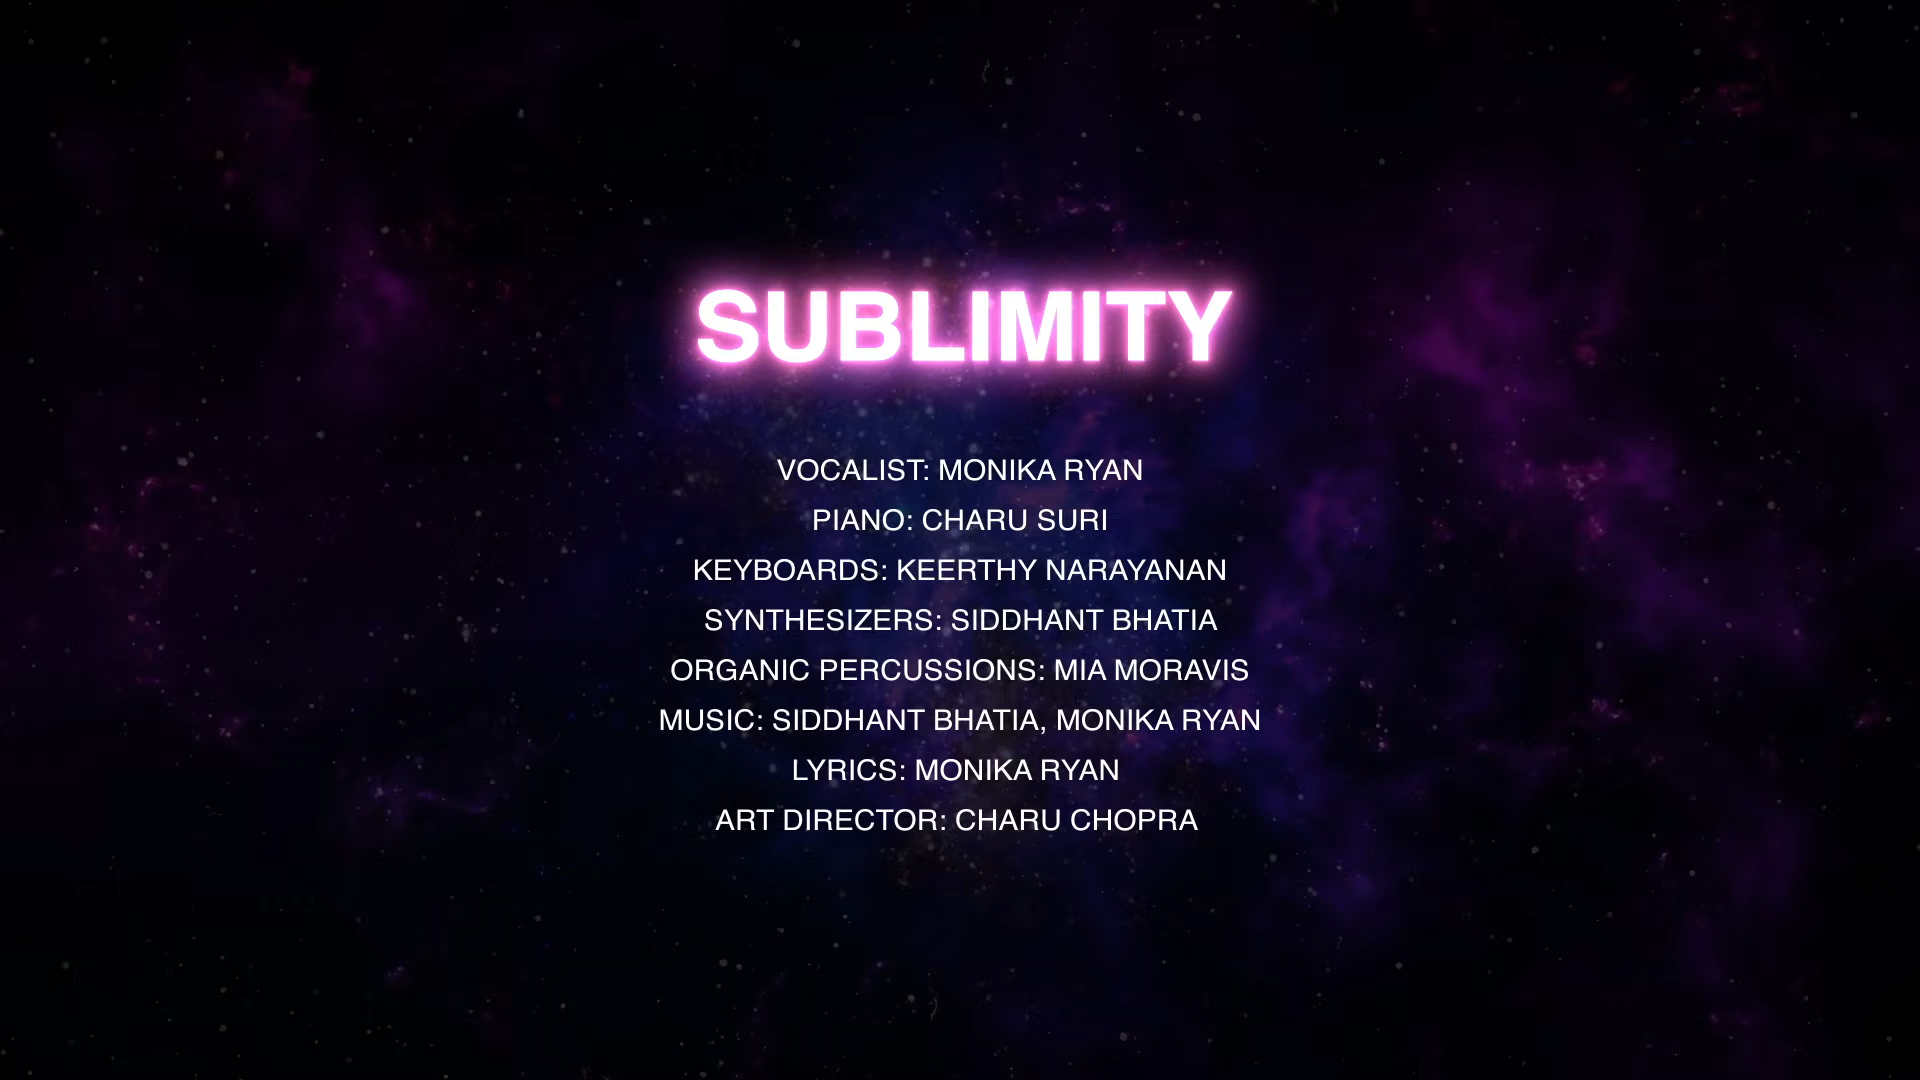 SUBLIMITY
VOCALIST: MONIKA RYAN
PIANO: CHARU SURI
KEYBOARDS: KEERTHY NARAYANAN
SYNTHESIZERS: SIDDHANT BHATIA
ORGANIC PERCUSSIONS: MIA MORAVIS
MUSIC: SIDDHANT BHATIA, MONIKA RYAN
LYRICS: MONIKA RYAN
ART DIRECTOR: CHARU CHOPRA